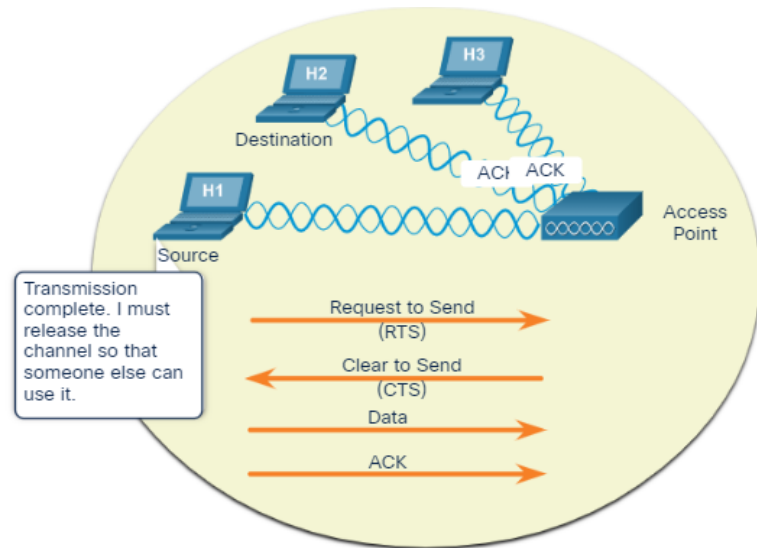 H3
H2
Destination
ACK
ACK
H1
Access
Point
Source
Transmission
complete. I must
release the
channel so that
someone else can
use it.
Request to Send
(RTS)
Clear to Send
(CTS)
Data
ACK